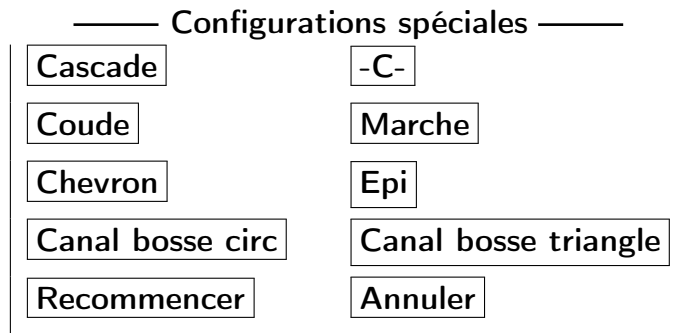 Configurations spéciales
Cascade -C-
Coude Marche
Chevron Epi
Canal bosse circ Canal bosse triangle
Recommencer Annuler